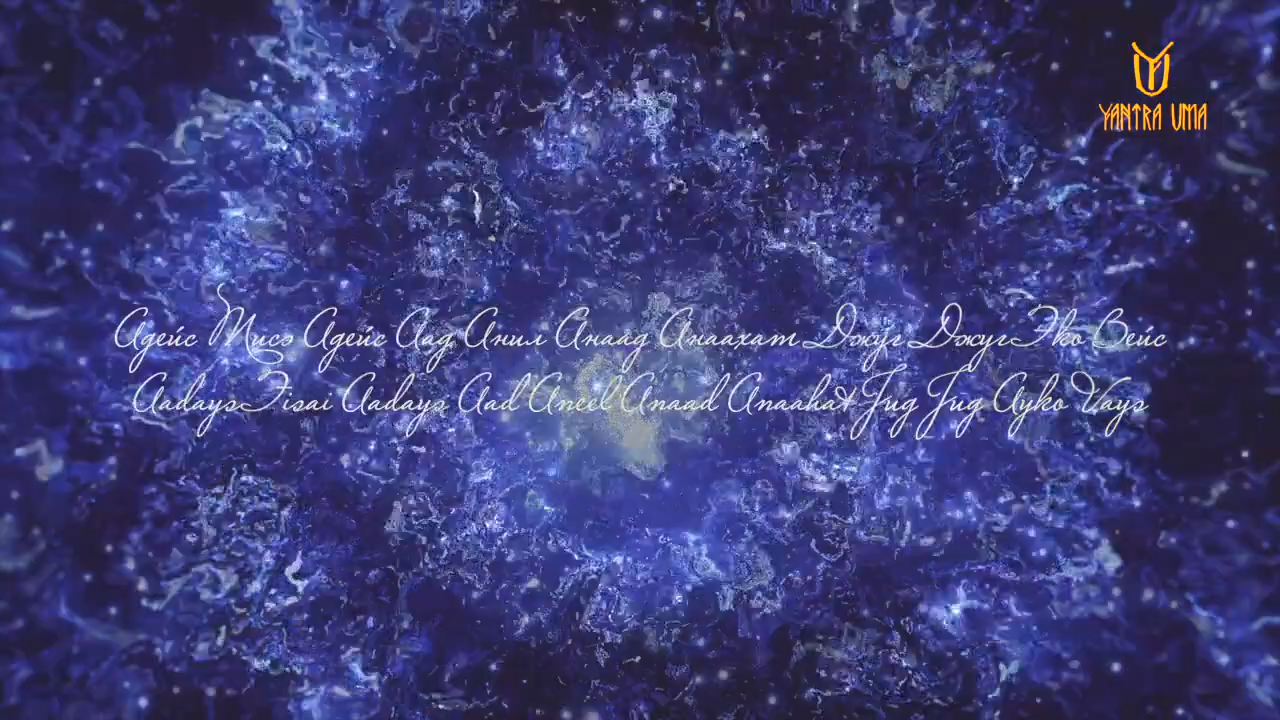 YANTRA UMA
Адейс Тисэ Адейс Аад Анил Анаад Анаахат Джуг Джуг Эко Вейс
Aadays Tisai Aadays Aad Aneel Anaad Anaahat Jug Jug Ayko Vays